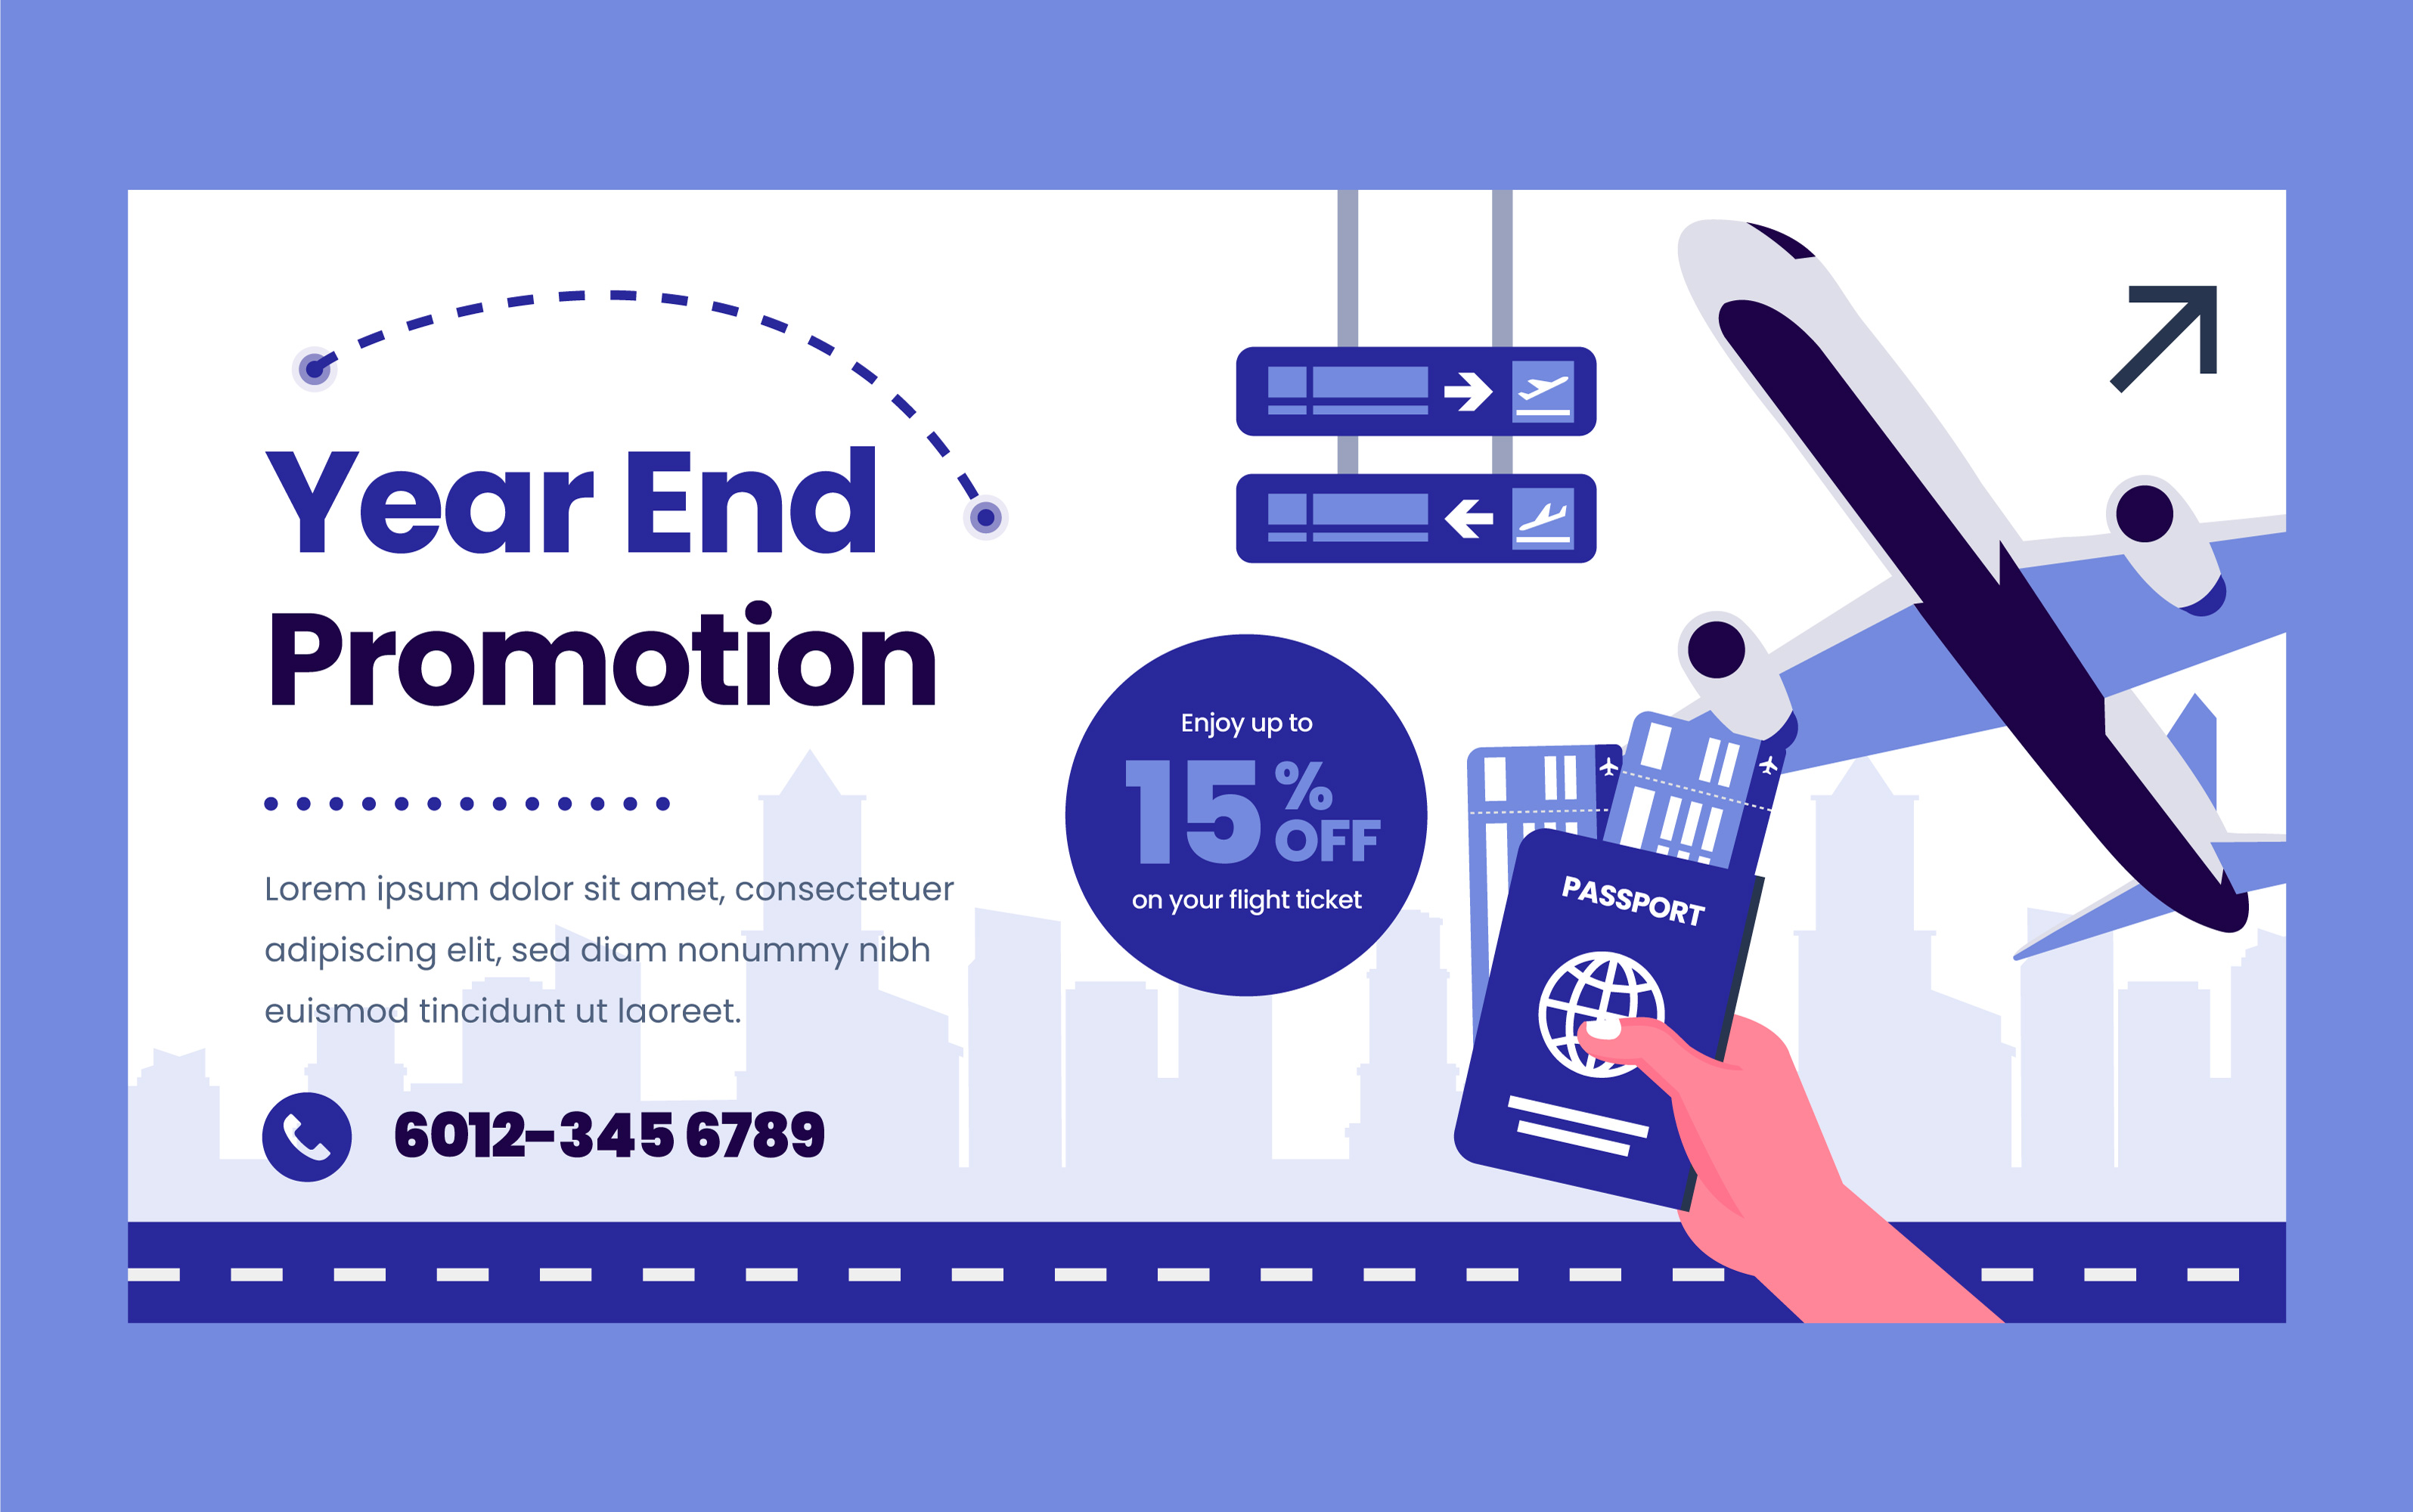 Year End
Promotion
Lorem ipsum dolor sit amet, consectetuer
adipiscing elit, sed diam nonummy nibh
euismod tincidunt ut laoreet.
6012-345 6789
Enjoy up to
15% OFF
on your flight ticket
PASSPORT